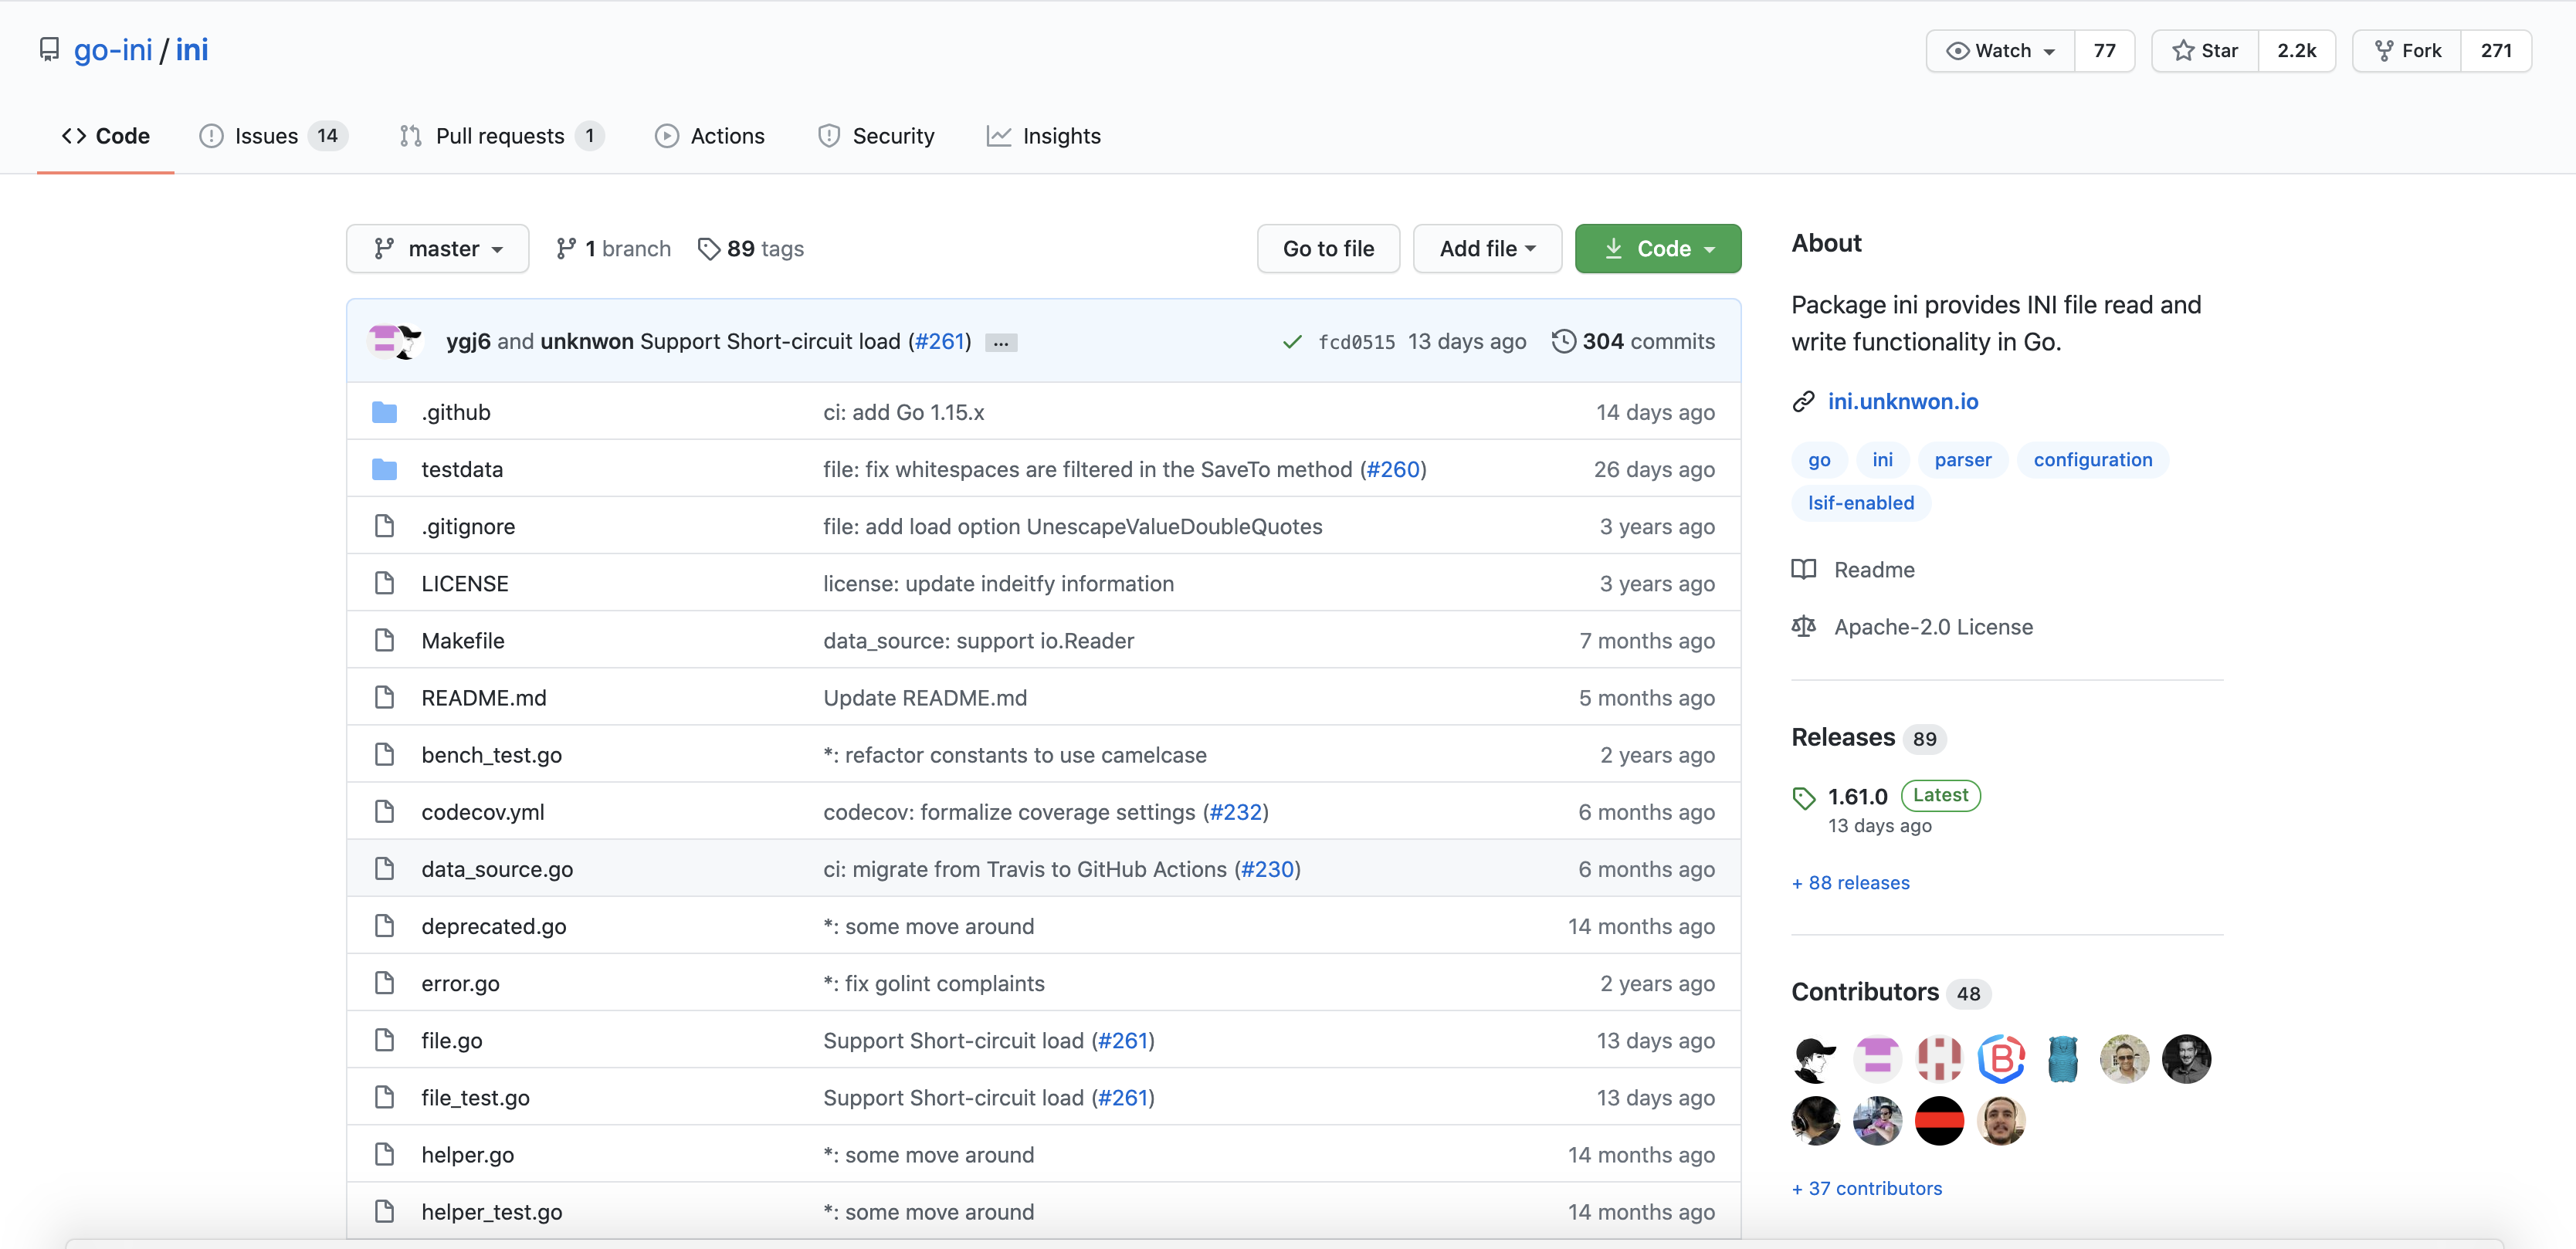 go-ini / ini
Watch 77 Star 2.2k Fork 271
Code Issues 14 Pull requests 1 Actions Security Insights
master 1 branch 89 tags Go to file Add file Code
ygj6 and unknwon Support Short-circuit load (#261) ... fcd0515 13 days ago 304 commits
.github ci: add Go 1.15.x 14 days ago
testdata file: fix whitespaces are filtered in the SaveTo method (#260) 26 days ago
.gitignore file: add load option UnescapeValueDoubleQuotes 3 years ago
LICENSE license: update indeitfy information 3 years ago
Makefile data_source: support io.Reader 7 months ago
README.md Update README.md 5 months ago
bench_test.go *: refactor constants to use camelcase 2 years ago
codecov.yml codecov: formalize coverage settings (#232) 6 months ago
data_source.go ci: migrate from Travis to GitHub Actions (#230) 6 months ago
deprecated.go *: some move around 14 months ago
error.go *: fix golint complaints 2 years ago
file.go Support Short-circuit load (#261) 13 days ago
file_test.go Support Short-circuit load (#261) 13 days ago
helper.go *: some move around 14 months ago
helper_test.go *: some move around 14 months ago
About
Package ini provides INI file read and
write functionality in Go.
ini.unknwon.io
go ini parser configuration
lsif-enabled
Readme
Apache-2.0 License
Releases 89
1.61.0 Latest
13 days ago
+ 88 releases
Contributors 48
B
+ 37 contributors